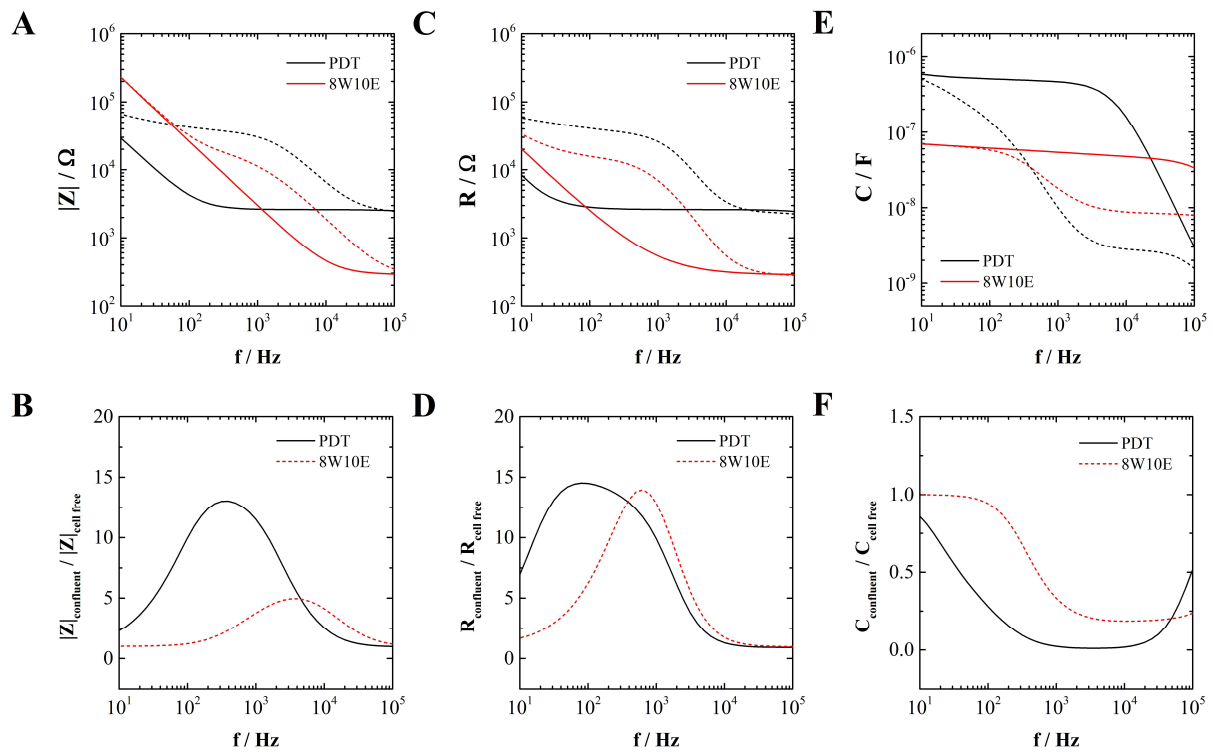 A
10^6
10^5
10^4
10^3
10^2
|Z| / Ω
PDT
8W10E
10^1 10^2 10^3 10^4 10^5
f / Hz
C
10^6
10^5
10^4
10^3
10^2
R / Ω
PDT
8W10E
10^1 10^2 10^3 10^4 10^5
f / Hz
E
10^-6
10^-7
10^-8
10^-9
C / F
PDT
8W10E
10^1 10^2 10^3 10^4 10^5
f / Hz
B
20
15
10
5
0
|Z|confluent / |Z|cell free
PDT
8W10E
10^1 10^2 10^3 10^4 10^5
f / Hz
D
20
15
10
5
0
Rconfluent / Rcell free
PDT
8W10E
10^1 10^2 10^3 10^4 10^5
f / Hz
F
1.5
1.0
0.5
0.0
Cconfluent / Ccell free
PDT
8W10E
10^1 10^2 10^3 10^4 10^5
f / Hz